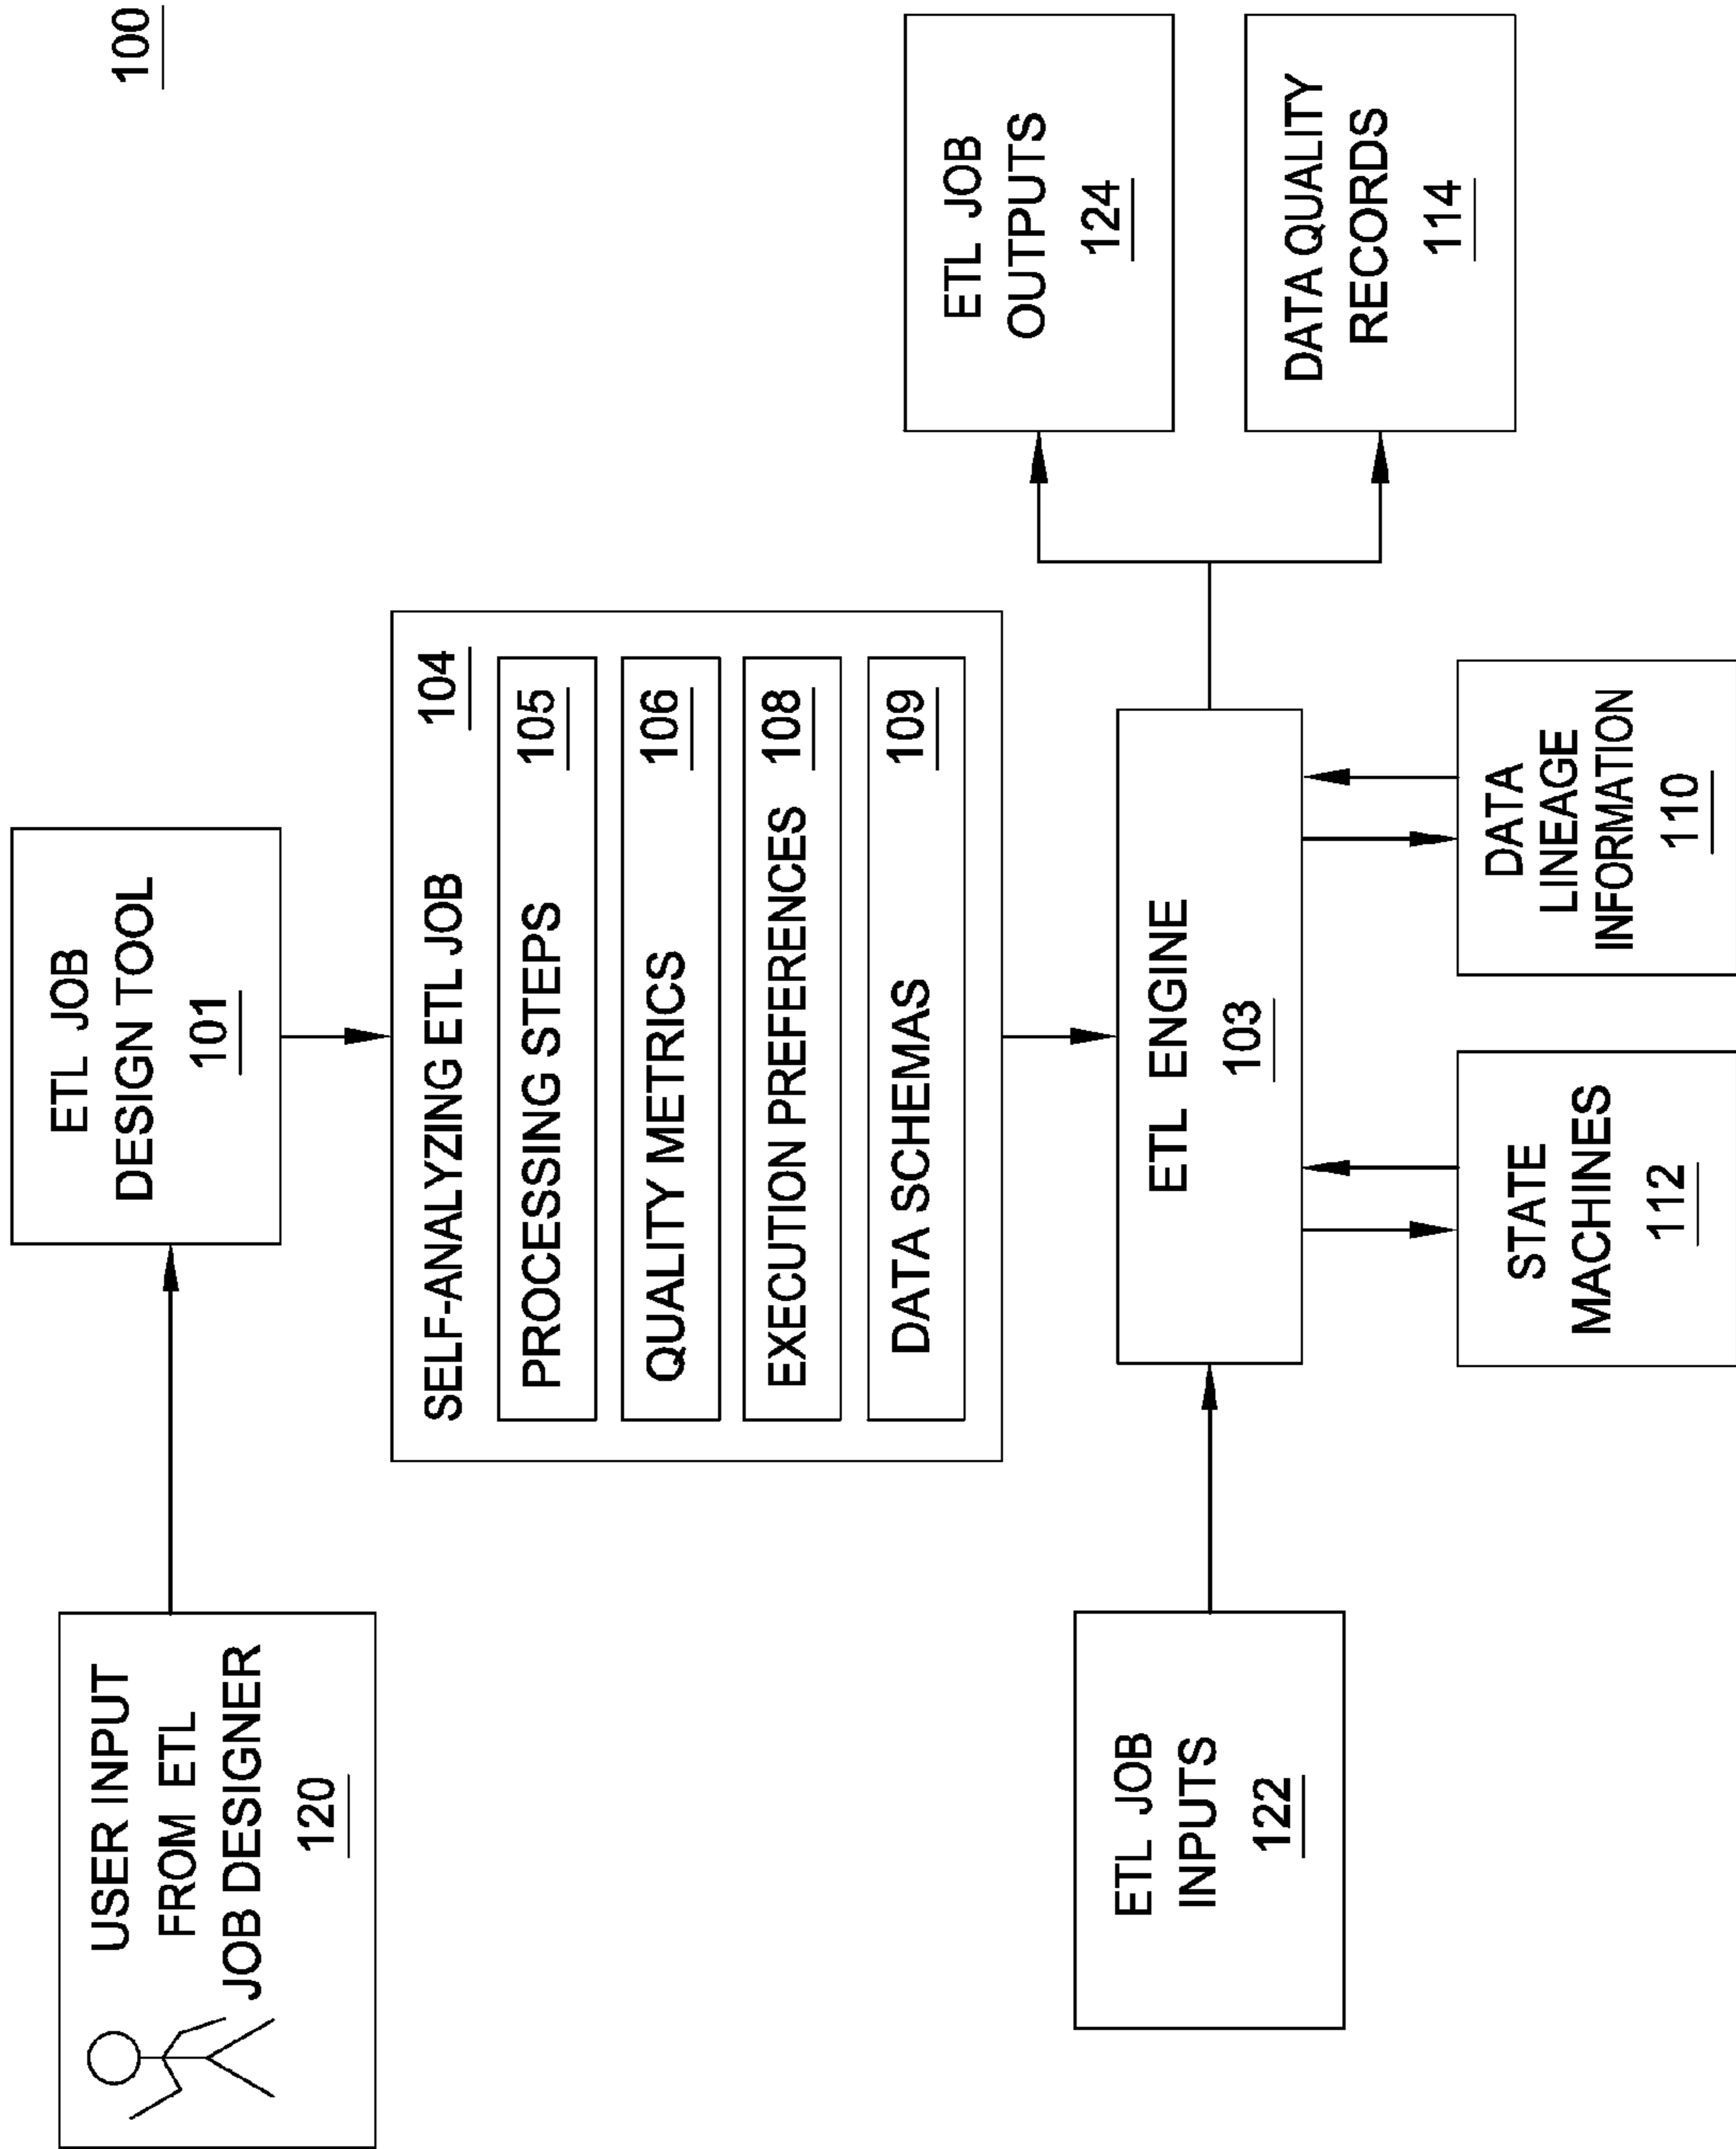 100
USER INPUT
FROM ETL
JOB DESIGNER
120
ETL JOB
DESIGN TOOL
101
SELF-ANALYZING ETL JOB
104
PROCESSING STEPS 105
QUALITY METRICS 106
EXECUTION PREFERENCES 108
DATA SCHEMAS 109
ETL JOB
INPUTS
122
ETL ENGINE
103
ETL JOB
OUTPUTS
124
DATA QUALITY
RECORDS
114
STATE
MACHINES
112
DATA
LINEAGE
INFORMATION
110